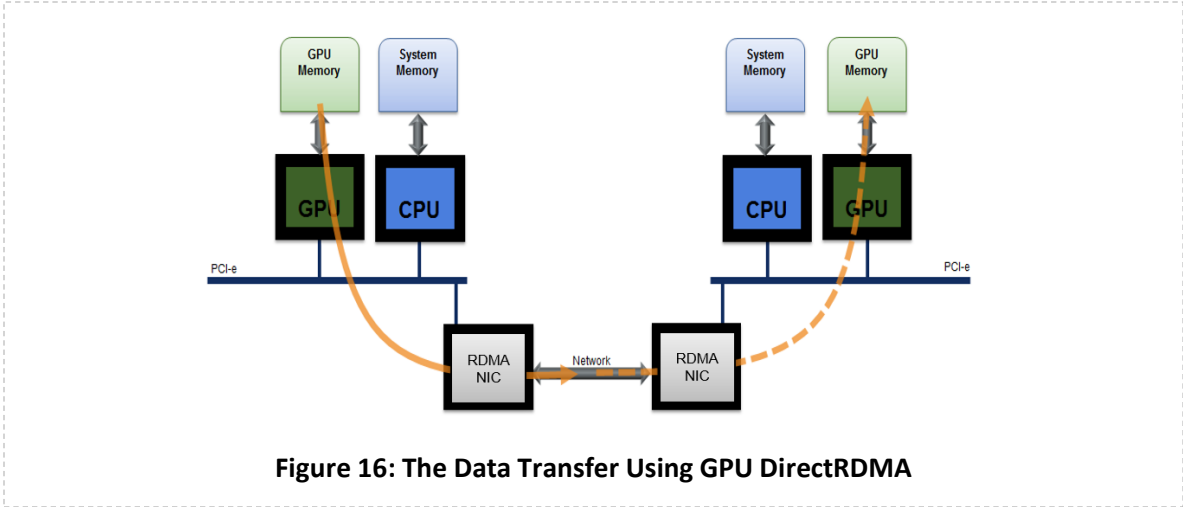 GPU
Memory
System
Memory
System
Memory
GPU
Memory
GPU
CPU
CPU
GPU
PCI-e
PCI-e
RDMA
NIC
Network
RDMA
NIC
Figure 16: The Data Transfer Using GPU DirectRDMA